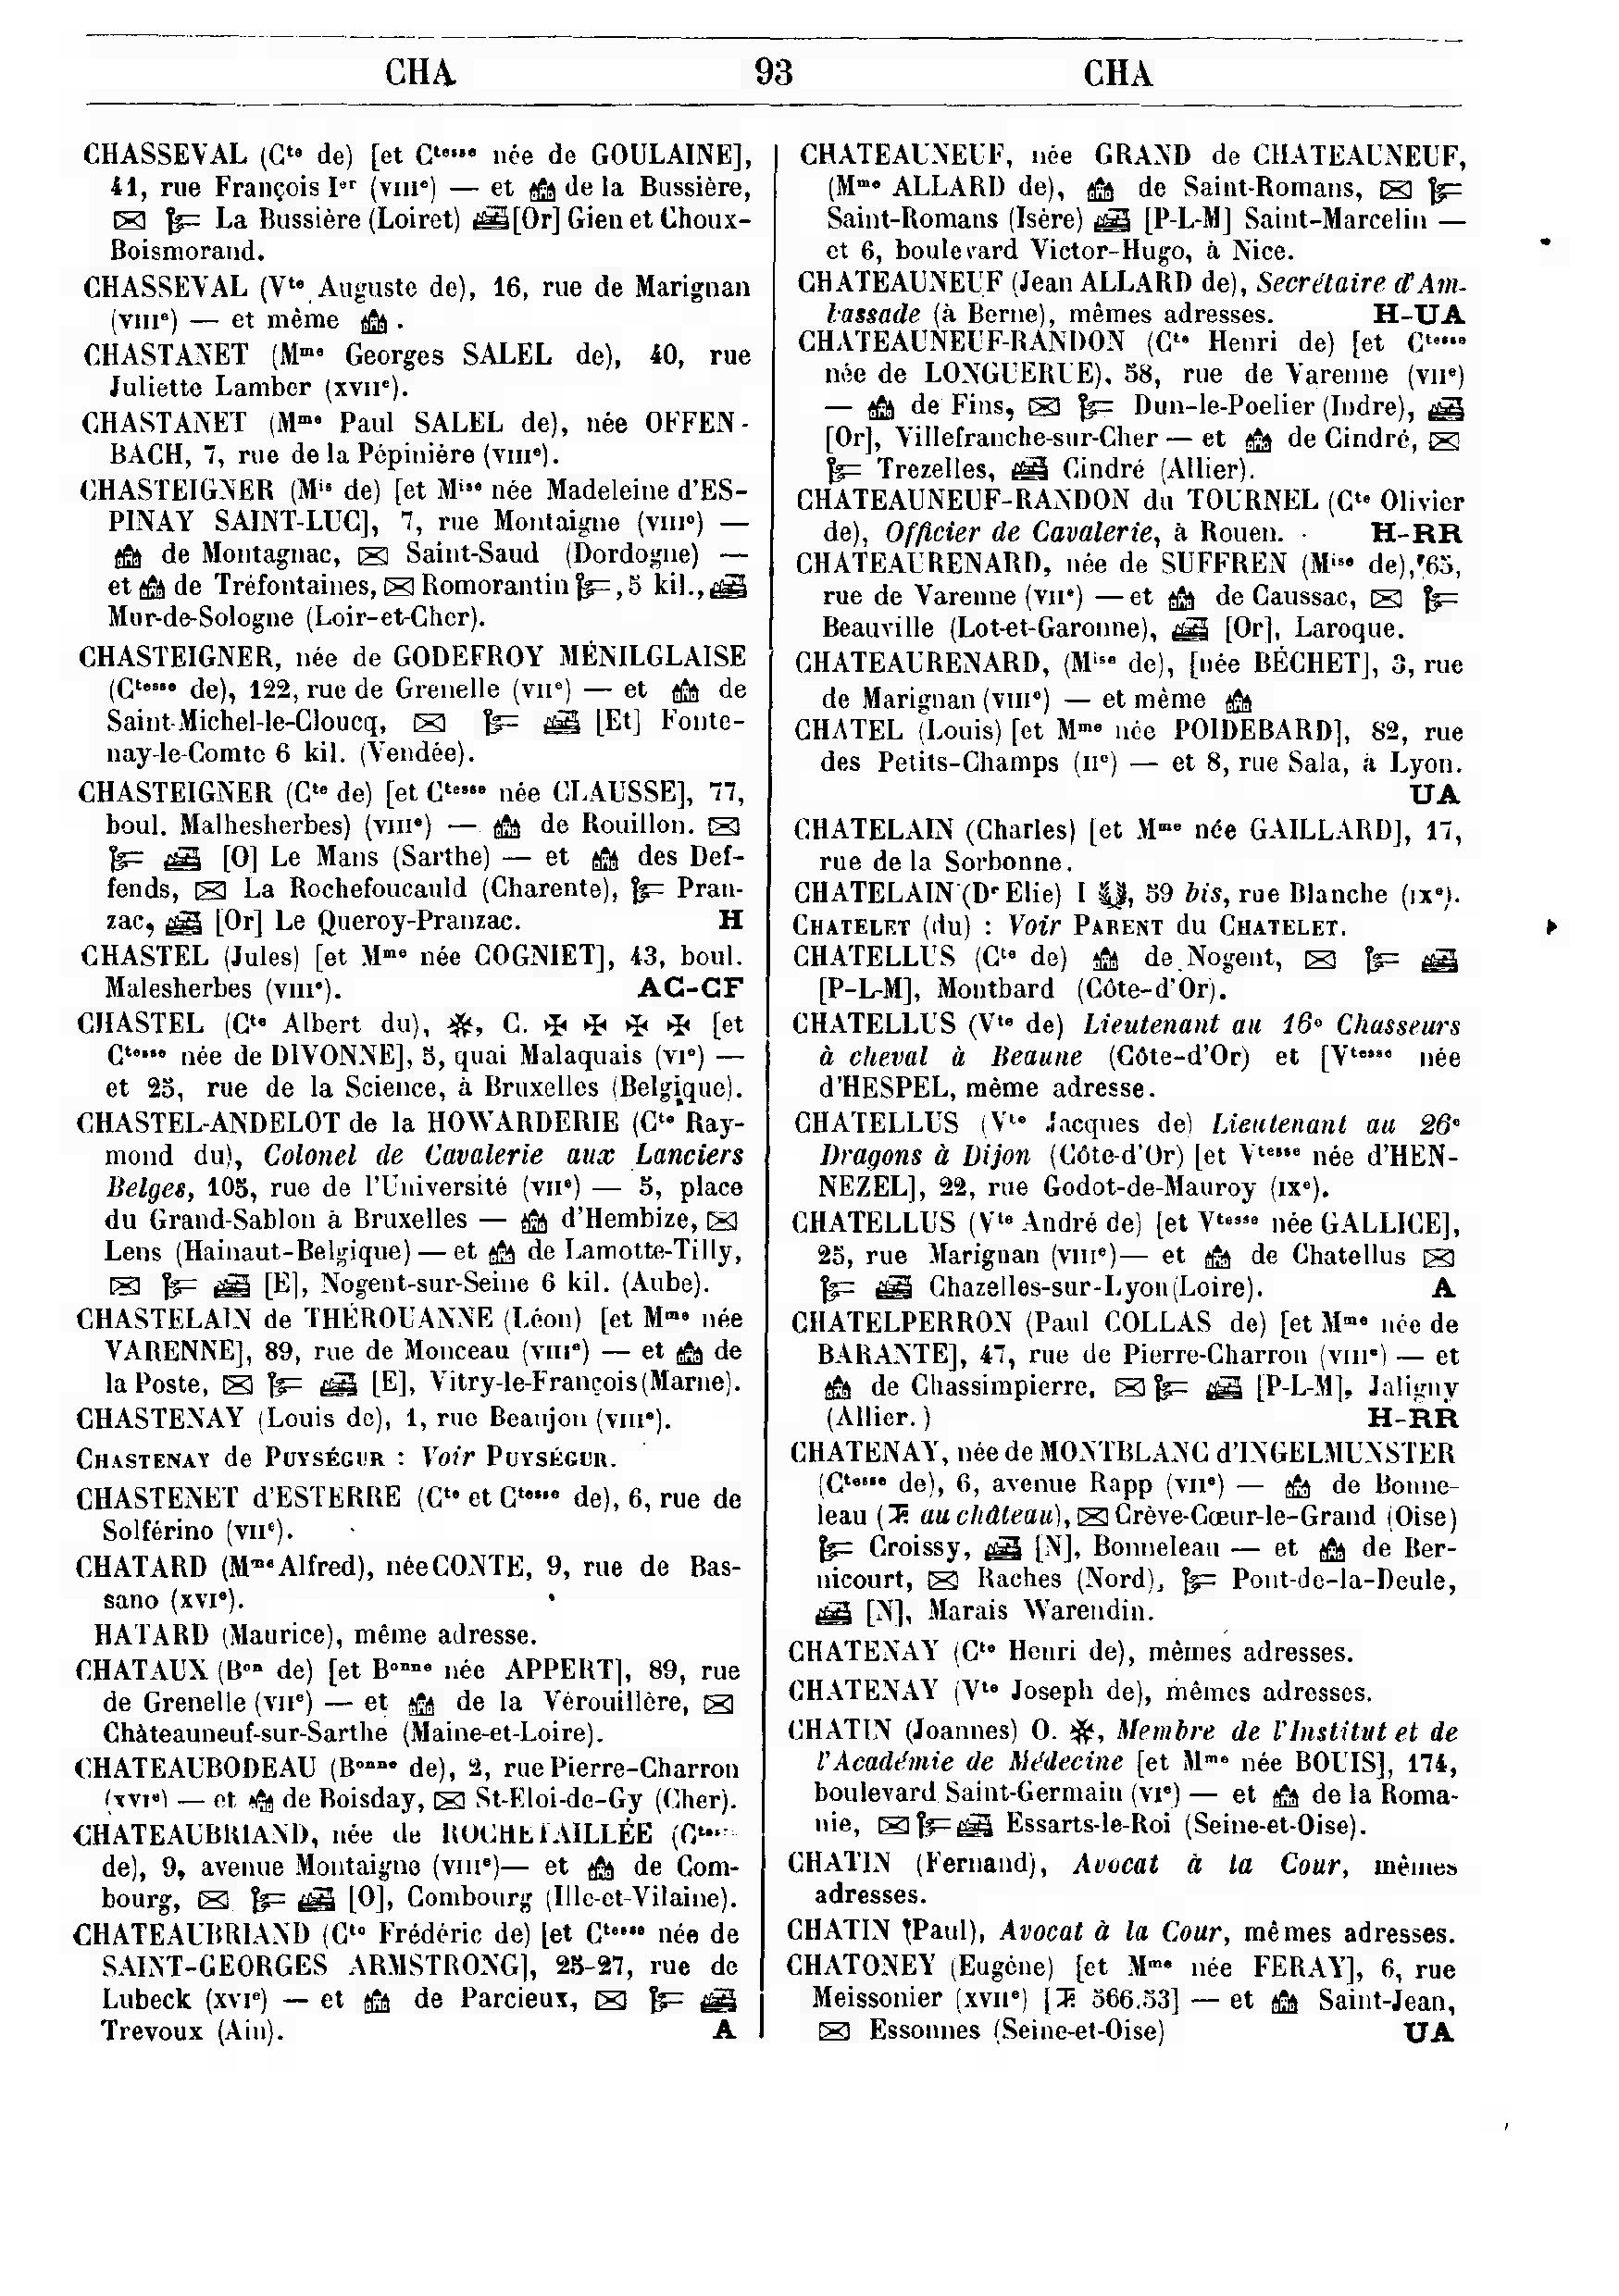 CHA 93 CHA
CHASSEVAL (Cte de) [et Ctesse née de GOULAINE],
41, rue François Ier (VIIIe) — et de la Bussière,
La Bussière (Loiret) [Or] Gien et Choux-
Boismorand.
CHASSEVAL (Vte Auguste de), 16, rue de Marignan
(VIIIe) — et même .
CHASTANET (Mme Georges SALEL de), 40, rue
Juliette Lamber (XVIIe).
CHASTANET (Mme Paul SALEL de), née OFFEN-
BACH, 7, rue de la Pépinière (VIIIe).
CHASTEIGNER (Mis de) [et Mise née Madeleine d'ES-
PINAY SAINT-LUC], 7, rue Montaigne (VIIIe) —
de Montagnac, Saint-Saud (Dordogne) —
et de Tréfontaines, Romorantin , 5 kil.,
Mur-de-Sologne (Loir-et-Cher).
CHASTEIGNER, née de GODEFROY MÉNILGLAISE
(Ctesse de), 122, rue de Grenelle (VIIe) — et de
Saint-Michel-le-Cloucq, [Et] Fonte-
nay-le-Comte 6 kil. (Vendée).
CHASTEIGNER (Cte de) [et Ctesse née CLAUSSE], 77,
boul. Malhesherbes) (VIIIe) — de Rouillon.
[O] Le Mans (Sarthe) — et des Def-
fends, La Rochefoucauld (Charente), Pran-
zac, [Or] Le Queroy-Pranzac. H
CHASTEL (Jules) [et Mme née COGNIET], 43, boul.
Malesherbes (VIIIe). AC-CF
CHASTEL (Cte Albert du), ❋, C. ✠ ✠ ✠ ✠ [et
Ctesse née de DIVONNE], 5, quai Malaquais (VIe) —
et 25, rue de la Science, à Bruxelles (Belgique).
CHASTEL-ANDELOT de la HOWARDERIE (Cte Ray-
mond du), Colonel de Cavalerie aux Lanciers
Belges, 105, rue de l'Université (VIIe) — 5, place
du Grand-Sablon à Bruxelles — d'Hembize,
Lens (Hainaut-Belgique) — et de Lamotte-Tilly,
[E], Nogent-sur-Seine 6 kil. (Aube).
CHASTELAIN de THÉROUANNE (Léon) [et Mme née
VARENNE], 89, rue de Monceau (VIIIe) — et de
la Poste, [E], Vitry-le-François (Marne).
CHASTENAY (Louis de), 1, rue Beaujon (VIIIe).
CHASTENAY de PUYSÉGUR : Voir PUYSÉGUR.
CHASTENET d'ESTERRE (Cte et Ctesse de), 6, rue de
Solférino (VIIe).
CHATARD (Mme Alfred), née CONTE, 9, rue de Bas-
sano (XVIe).
HATARD (Maurice), même adresse.
CHATAUX (Bon de) [et Bonne née APPERT], 89, rue
de Grenelle (VIIe) — et de la Vérouillère,
Châteauneuf-sur-Sarthe (Maine-et-Loire).
CHATEAUBODEAU (Bonne de), 2, rue Pierre-Charron
(XVIe) — et de Boisday, St-Eloi-de-Gy (Cher).
CHATEAUBRIAND, née de ROCHETAILLÉE (Ctesse
de), 9, avenue Montaigne (VIIIe) — et de Com-
bourg, [O], Combourg (Ille-et-Vilaine).
CHATEAUBRIAND (Cte Frédéric de) [et Ctesse née de
SAINT-GEORGES ARMSTRONG], 25-27, rue de
Lubeck (XVIe) — et de Parcieux,
Trevoux (Ain). A
CHATEAUNEUF, née GRAND de CHATEAUNEUF,
(Mme ALLARD de), de Saint-Romans,
Saint-Romans (Isère) [P-L-M] Saint-Marcelin —
et 6, boulevard Victor-Hugo, à Nice.
CHATEAUNEUF (Jean ALLARD de), Secrétaire d'Am-
bassade (à Berne), mêmes adresses. H-UA
CHATEAUNEUF-RANDON (Cte Henri de) [et Ctesse
née de LONGUERUE), 58, rue de Varenne (VIIe)
— de Fins, Dun-le-Poelier (Indre),
[Or], Villefranche-sur-Cher — et de Cindré,
Trezelles, Cindré (Allier).
CHATEAUNEUF-RANDON du TOURNEL (Cte Olivier
de), Officier de Cavalerie, à Rouen. H-RR
CHATEAURENARD, née de SUFFREN (Mise de), 65,
rue de Varenne (VIIe) — et de Caussac,
Beauville (Lot-et-Garonne), [Or], Laroque.
CHATEAURENARD, (Mise de), [née BÉCHET], 3, rue
de Marignan (VIIIe) — et même
CHATEL (Louis) [et Mme née POIDEBARD], 82, rue
des Petits-Champs (IIe) — et 8, rue Sala, à Lyon.
UA
CHATELAIN (Charles) [et Mme née GAILLARD], 17,
rue de la Sorbonne.
CHATELAIN (Dr Elie) I , 59 bis, rue Blanche (IXe).
CHATELET (du) : Voir PARENT du CHATELET.
CHATELLUS (Cte de) de Nogent,
[P-L-M], Montbard (Côte-d'Or).
CHATELLUS (Vte de) Lieutenant au 16e Chasseurs
à cheval à Beaune (Côte-d'Or) et [Vtesse née
d'HESPEL, même adresse.
CHATELLUS (Vte Jacques de) Lieutenant au 26e
Dragons à Dijon (Côte-d'Or) [et Vtesse née d'HEN-
NEZEL], 22, rue Godot-de-Mauroy (IXe).
CHATELLUS (Vte André de) [et Vtesse née GALLICE],
25, rue Marignan (VIIIe) — et de Chatellus
Chazelles-sur-Lyon (Loire). A
CHATELPERRON (Paul COLLAS de) [et Mme née de
BARANTE], 47, rue de Pierre-Charron (VIIIe) — et
de Chassimpierre, [P-L-M], Jaligny
(Allier.) H-RR
CHATENAY, née de MONTBLANC d'INGELMUNSTER
(Ctesse de), 6, avenue Rapp (VIIe) — de Bonne-
leau (T. au château), Crève-Cœur-le-Grand (Oise)
Croissy, [N], Bonneleau — et de Ber-
nicourt, Raches (Nord), Pont-de-la-Deule,
[N], Marais Warendin.
CHATENAY (Cte Henri de), mêmes adresses.
CHATENAY (Vte Joseph de), mêmes adresses.
CHATIN (Joannes) O. ❋, Membre de l'Institut et de
l'Académie de Médecine [et Mme née BOUIS], 174,
boulevard Saint-Germain (VIe) — et de la Roma-
nie, Essarts-le-Roi (Seine-et-Oise).
CHATIN (Fernand), Avocat à la Cour, mêmes
adresses.
CHATIN (Paul), Avocat à la Cour, mêmes adresses.
CHATONEY (Eugène) [et Mme née FERAY], 6, rue
Meissonier (XVIIe) [T. 566.53] — et Saint-Jean,
Essonnes (Seine-et-Oise) UA